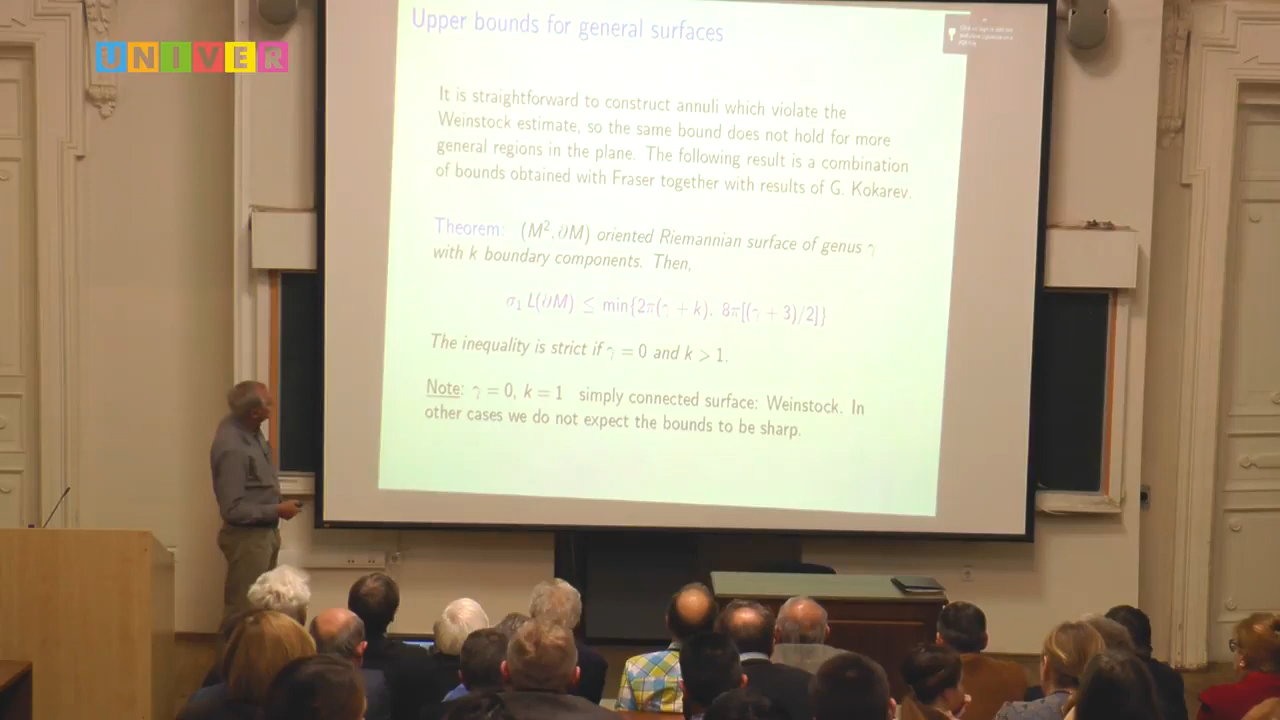 UNIVER
Upper bounds for general surfaces
It is straightforward to construct annuli which violate the
Weinstock estimate, so the same bound does not hold for more
general regions in the plane. The following result is a combination
of bounds obtained with Fraser together with results of G. Kokarev.
Theorem: (M², ∂M) oriented Riemannian surface of genus γ
with k boundary components. Then,
σ₁L(∂M) ≤ min{2π(γ + k), 8π[(γ + 3)/2]}
The inequality is strict if γ = 0 and k > 1.
Note: γ = 0, k = 1 simply connected surface: Weinstock. In
other cases we do not expect the bounds to be sharp.